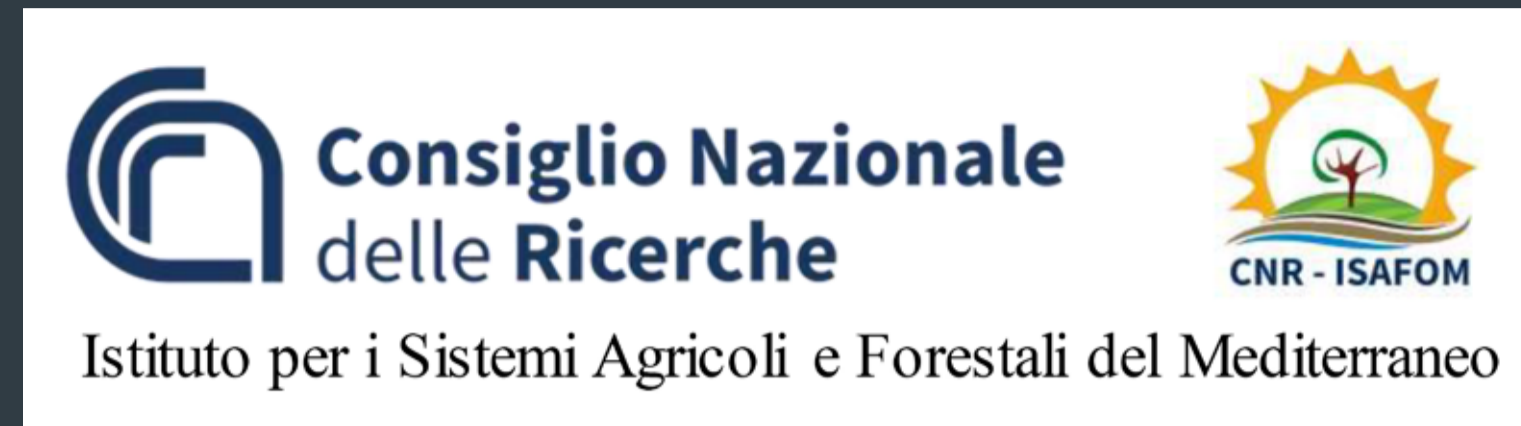 Consiglio Nazionale
delle Ricerche
CNR - ISAFOM
Istituto per i Sistemi Agricoli e Forestali del Mediterraneo